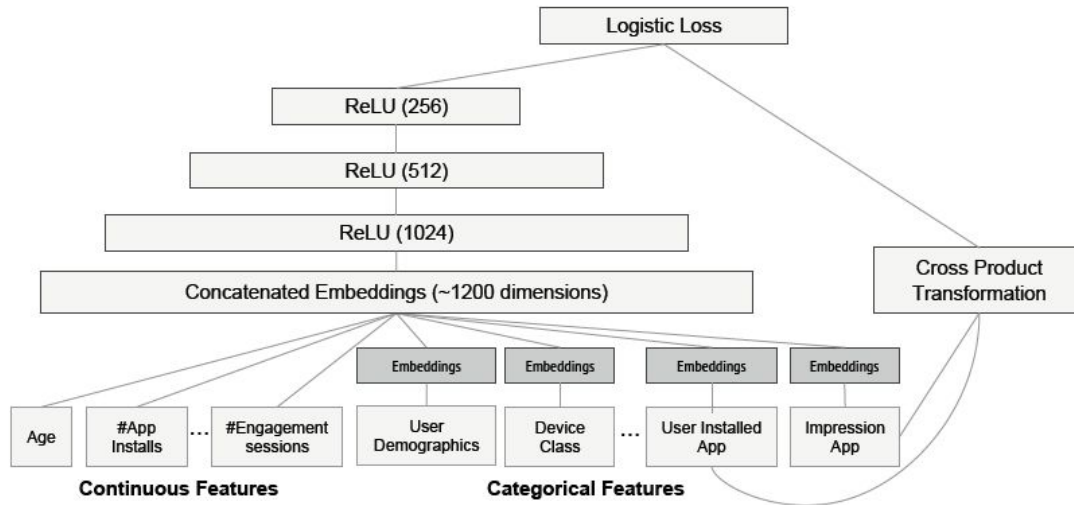 Logistic Loss
ReLU (256)
ReLU (512)
ReLU (1024)
Concatenated Embeddings (~1200 dimensions)
Cross Product
Transformation
Embeddings
Embeddings
Embeddings
Embeddings
Age
#App
Installs
...
#Engagement
sessions
User
Demographics
Device
Class
...
User Installed
App
Impression
App
Continuous Features
Categorical Features